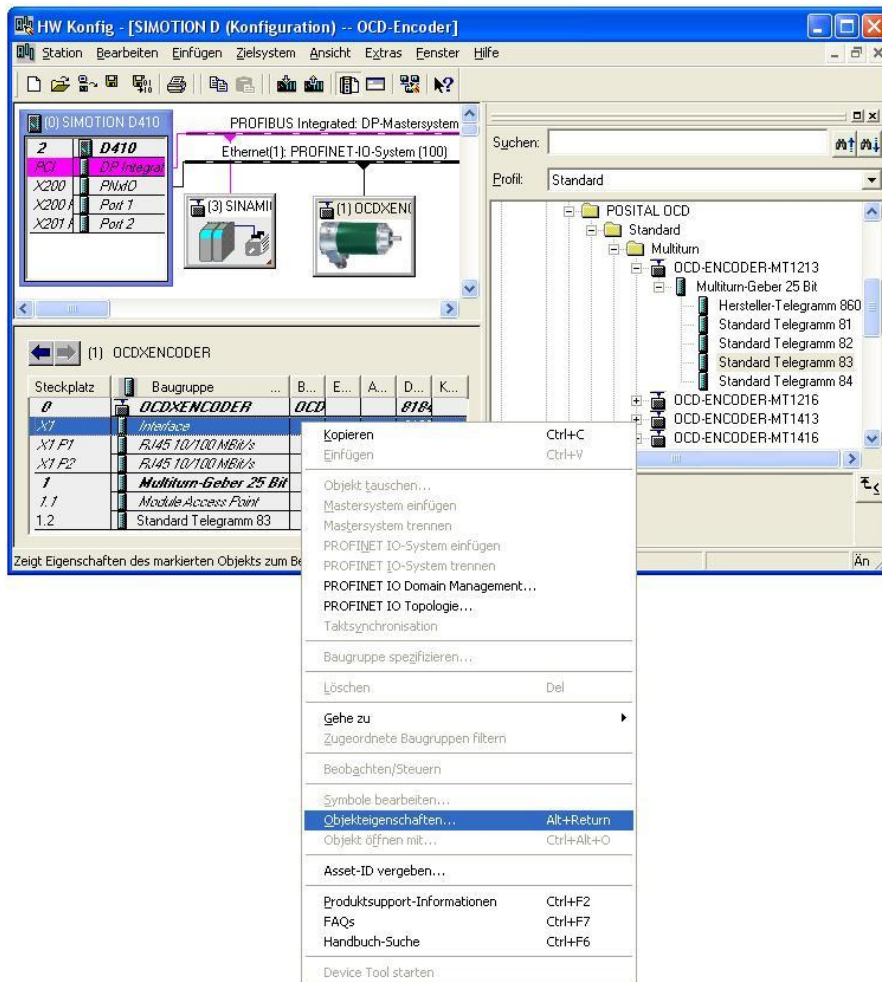 HW Konfig - [SIMOTION D (Konfiguration) -- OCD-Encoder]
Station Bearbeiten Einfügen Zielsystem Ansicht Extras Fenster Hilfe
(0) SIMOTION D410
2 D410
PCI DP Integrat
X200 PNxIO
X200 Port 1
X201 Port 2
PROFIBUS Integrated: DP-Mastersystem
Ethernet(1): PROFINET-IO-System (100)
(3) SINAMI
(1) OCDXEN(
Suchen:
Profil: Standard
POSITAL OCD
Standard
Multiturn
OCD-ENCODER-MT1213
Multiturn-Geber 25 Bit
Hersteller-Telegramm 860
Standard Telegramm 81
Standard Telegramm 82
Standard Telegramm 83
Standard Telegramm 84
OCD-ENCODER-MT1216
OCD-ENCODER-MT1413
OCD-ENCODER-MT1416
(1) OCDXENCODER
Steckplatz Baugruppe ... B... E... A... D... K...
0 OCDXENCODER OCD 8184
X1 Interface
X1 P1 RJ45 10/100 MBit/s
X1 P2 RJ45 10/100 MBit/s
1 Multiturn-Geber 25 Bit
1.1 Module Access Point
1.2 Standard Telegramm 83
Zeigt Eigenschaften des markierten Objekts zum Be
Än
Kopieren Ctrl+C
Einfügen Ctrl+V
Objekt tauschen...
Mastersystem einfügen
Mastersystem trennen
PROFINET IO-System einfügen
PROFINET IO-System trennen
PROFINET IO Domain Management...
PROFINET IO Topologie...
Taktsynchronisation
Baugruppe spezifizieren...
Löschen Del
Gehe zu
Zugeordnete Baugruppen filtern
Beobachten/Steuern
Symbole bearbeiten...
Objekteigenschaften... Alt+Return
Objekt öffnen mit... Ctrl+Alt+O
Asset-ID vergeben...
Produktsupport-Informationen Ctrl+F2
FAQs Ctrl+F7
Handbuch-Suche Ctrl+F6
Device Tool starten